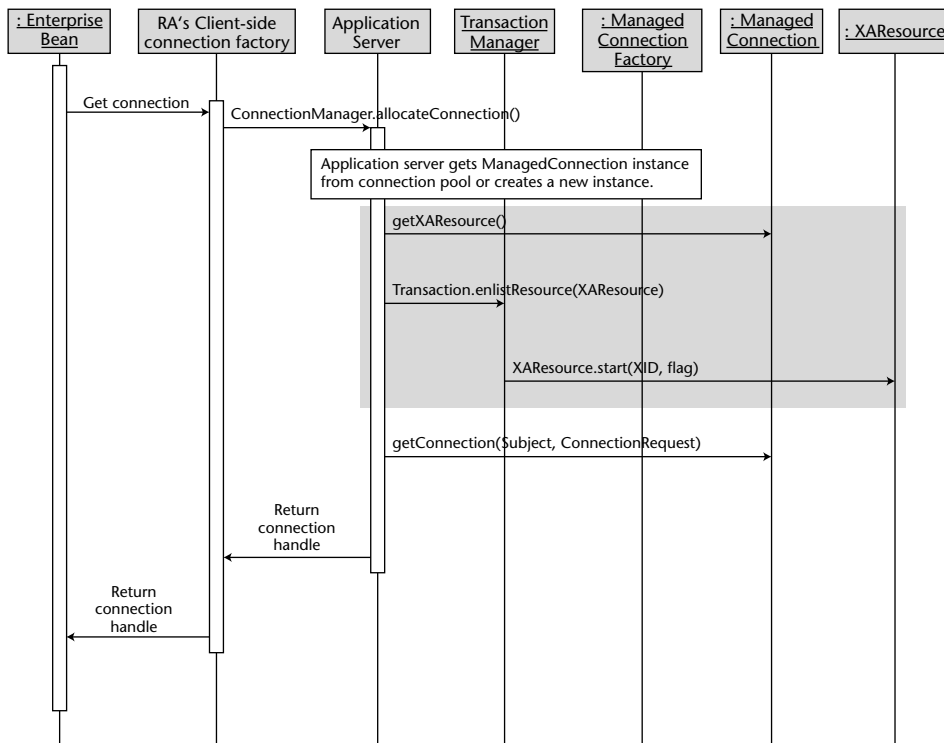 : Enterprise
Bean
RA's Client-side
connection factory
Application
Server
Transaction
Manager
: Managed
Connection
Factory
: Managed
Connection
: XAResource
Get connection
ConnectionManager.allocateConnection()
Application server gets ManagedConnection instance
from connection pool or creates a new instance.
getXAResource()
Transaction.enlistResource(XAResource)
XAResource.start(XID, flag)
getConnection(Subject, ConnectionRequest)
Return
connection
handle
Return
connection
handle